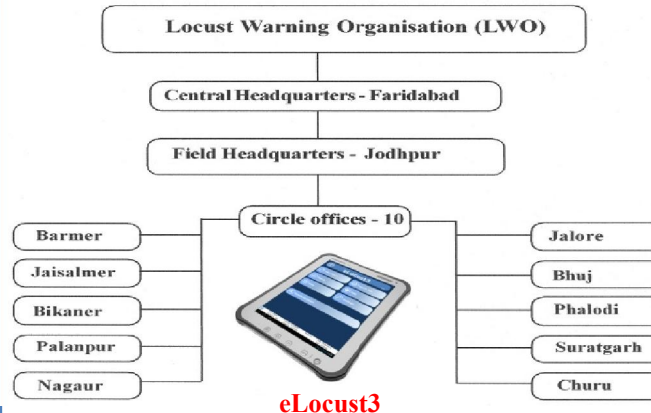 Locust Warning Organisation (LWO)
Central Headquarters - Faridabad
Field Headquarters - Jodhpur
Circle offices - 10
Barmer
Jaisalmer
Bikaner
Palanpur
Nagaur
Jalore
Bhuj
Phalodi
Suratgarh
Churu
eLocust3